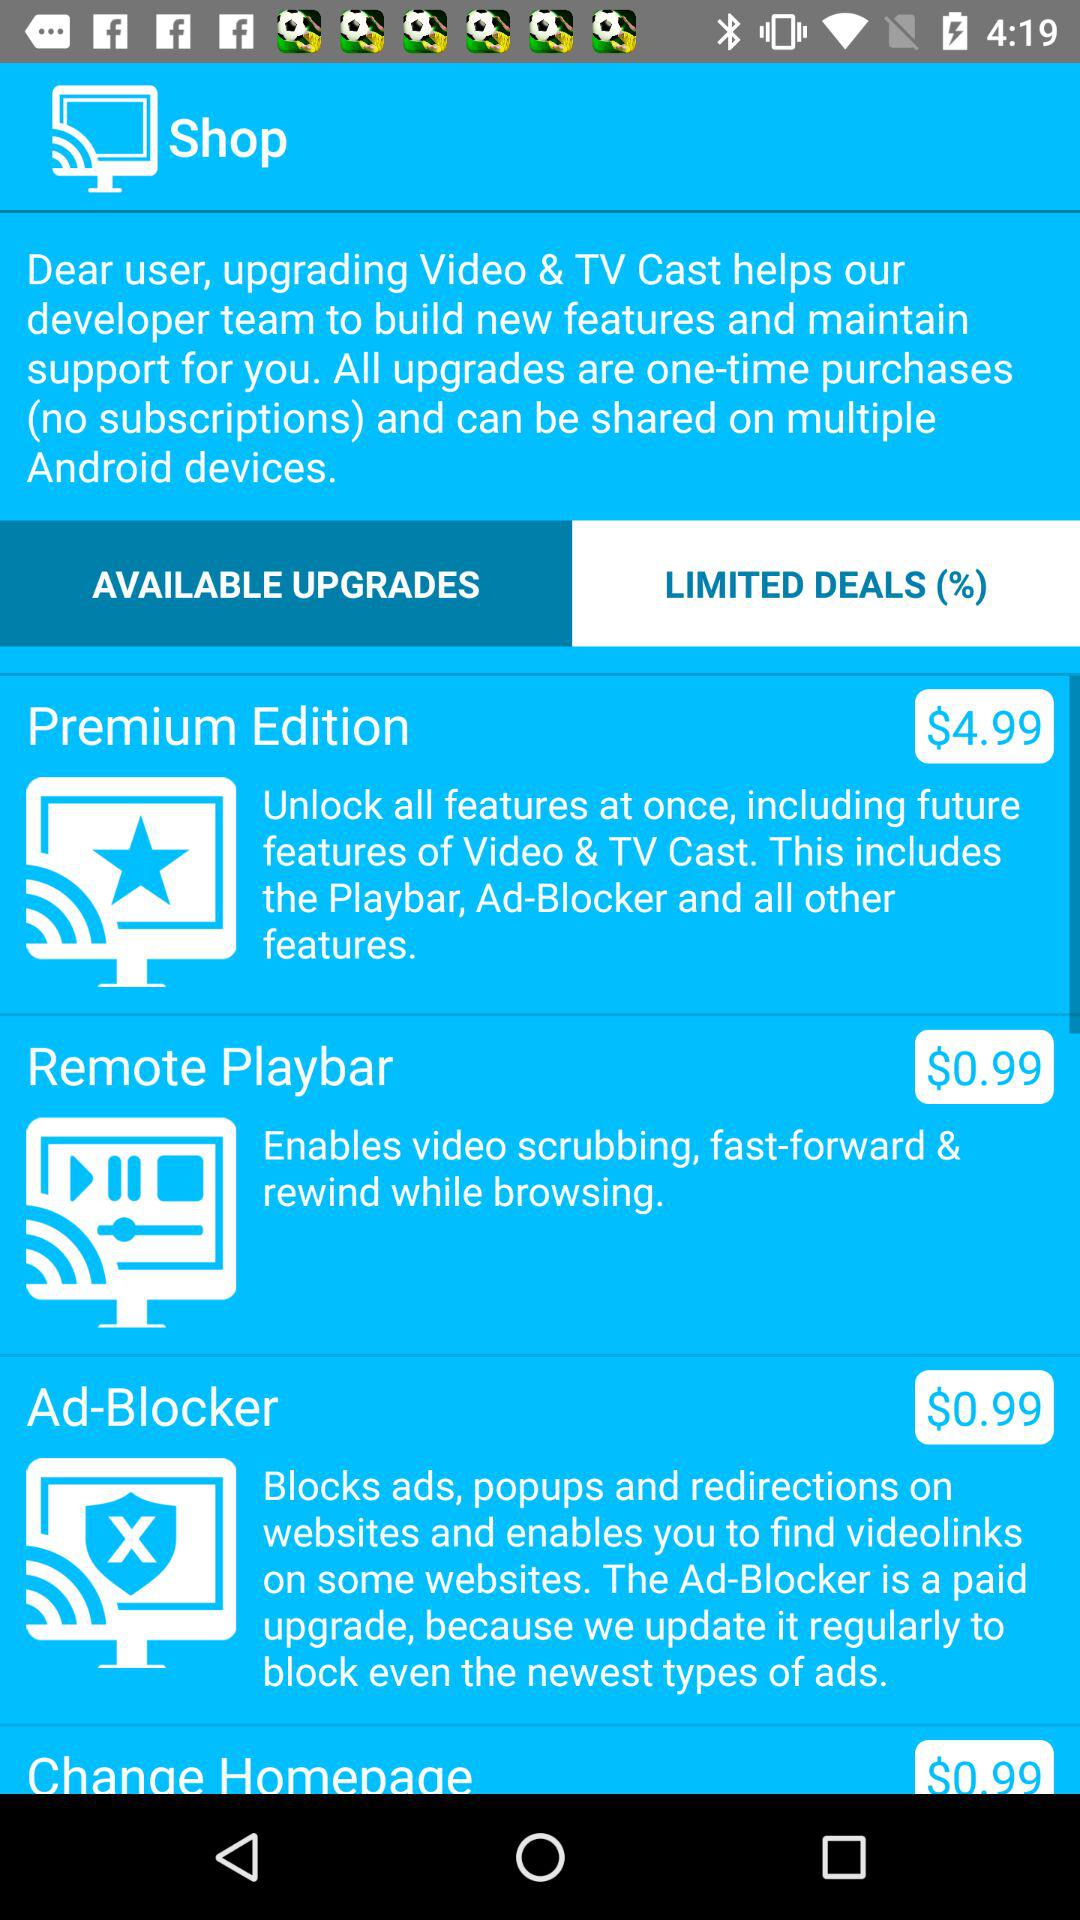 4:19
Shop
Dear user, upgrading Video & TV Cast helps our
developer team to build new features and maintain
support for you. All upgrades are one-time purchases
(no subscriptions) and can be shared on multiple
Android devices.
AVAILABLE UPGRADES LIMITED DEALS (%)
Premium Edition $4.99
Unlock all features at once, including future
features of Video & TV Cast. This includes
the Playbar, Ad-Blocker and all other
features.
Remote Playbar $0.99
Enables video scrubbing, fast-forward &
rewind while browsing.
Ad-Blocker $0.99
Blocks ads, popups and redirections on
websites and enables you to find videolinks
on some websites. The Ad-Blocker is a paid
upgrade, because we update it regularly to
block even the newest types of ads.
Change Homepage $0.99